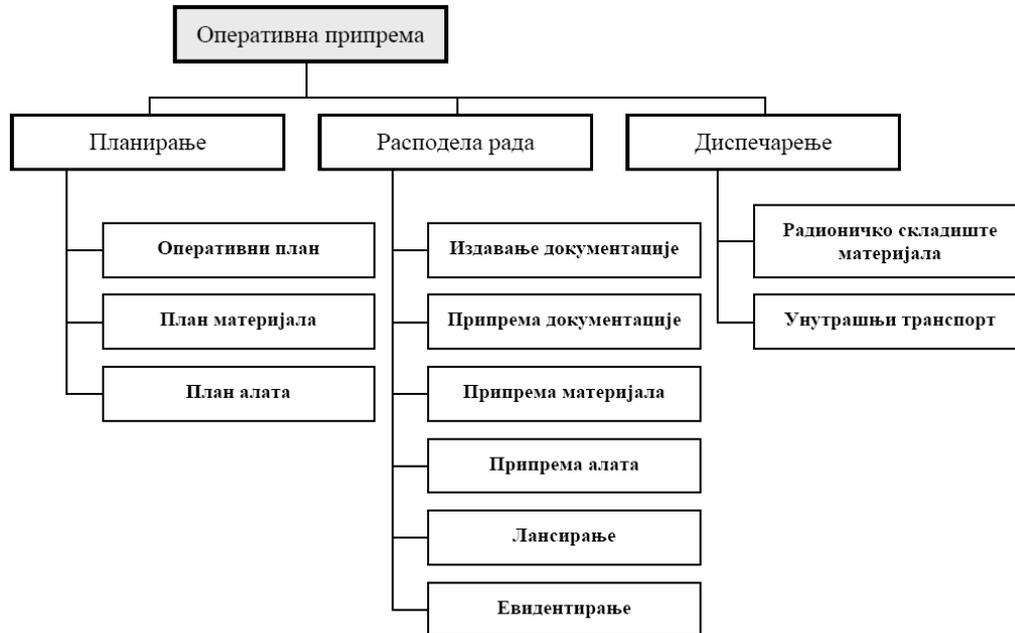 Оперативна припрема
Планирање
Расподела рада
Диспечарење
Оперативни план
План материјала
План алата
Издавање документације
Припрема документације
Припрема материјала
Припрема алата
Лансирање
Евидентирање
Радионичко складиште
материјала
Унутрашњи транспорт